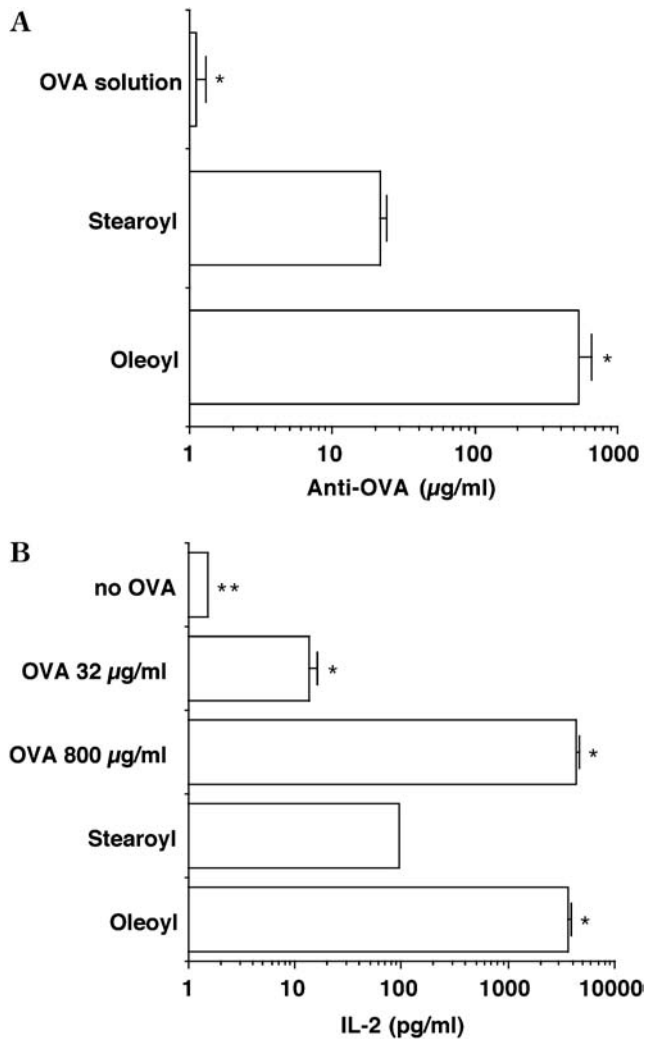 A
OVA solution
*
Stearoyl
Oleoyl
*
1 10 100 1000
Anti-OVA (µg/ml)
B
no OVA
**
OVA 32 µg/ml
*
OVA 800 µg/ml
*
Stearoyl
Oleoyl
*
1 10 100 1000 10000
IL-2 (pg/ml)